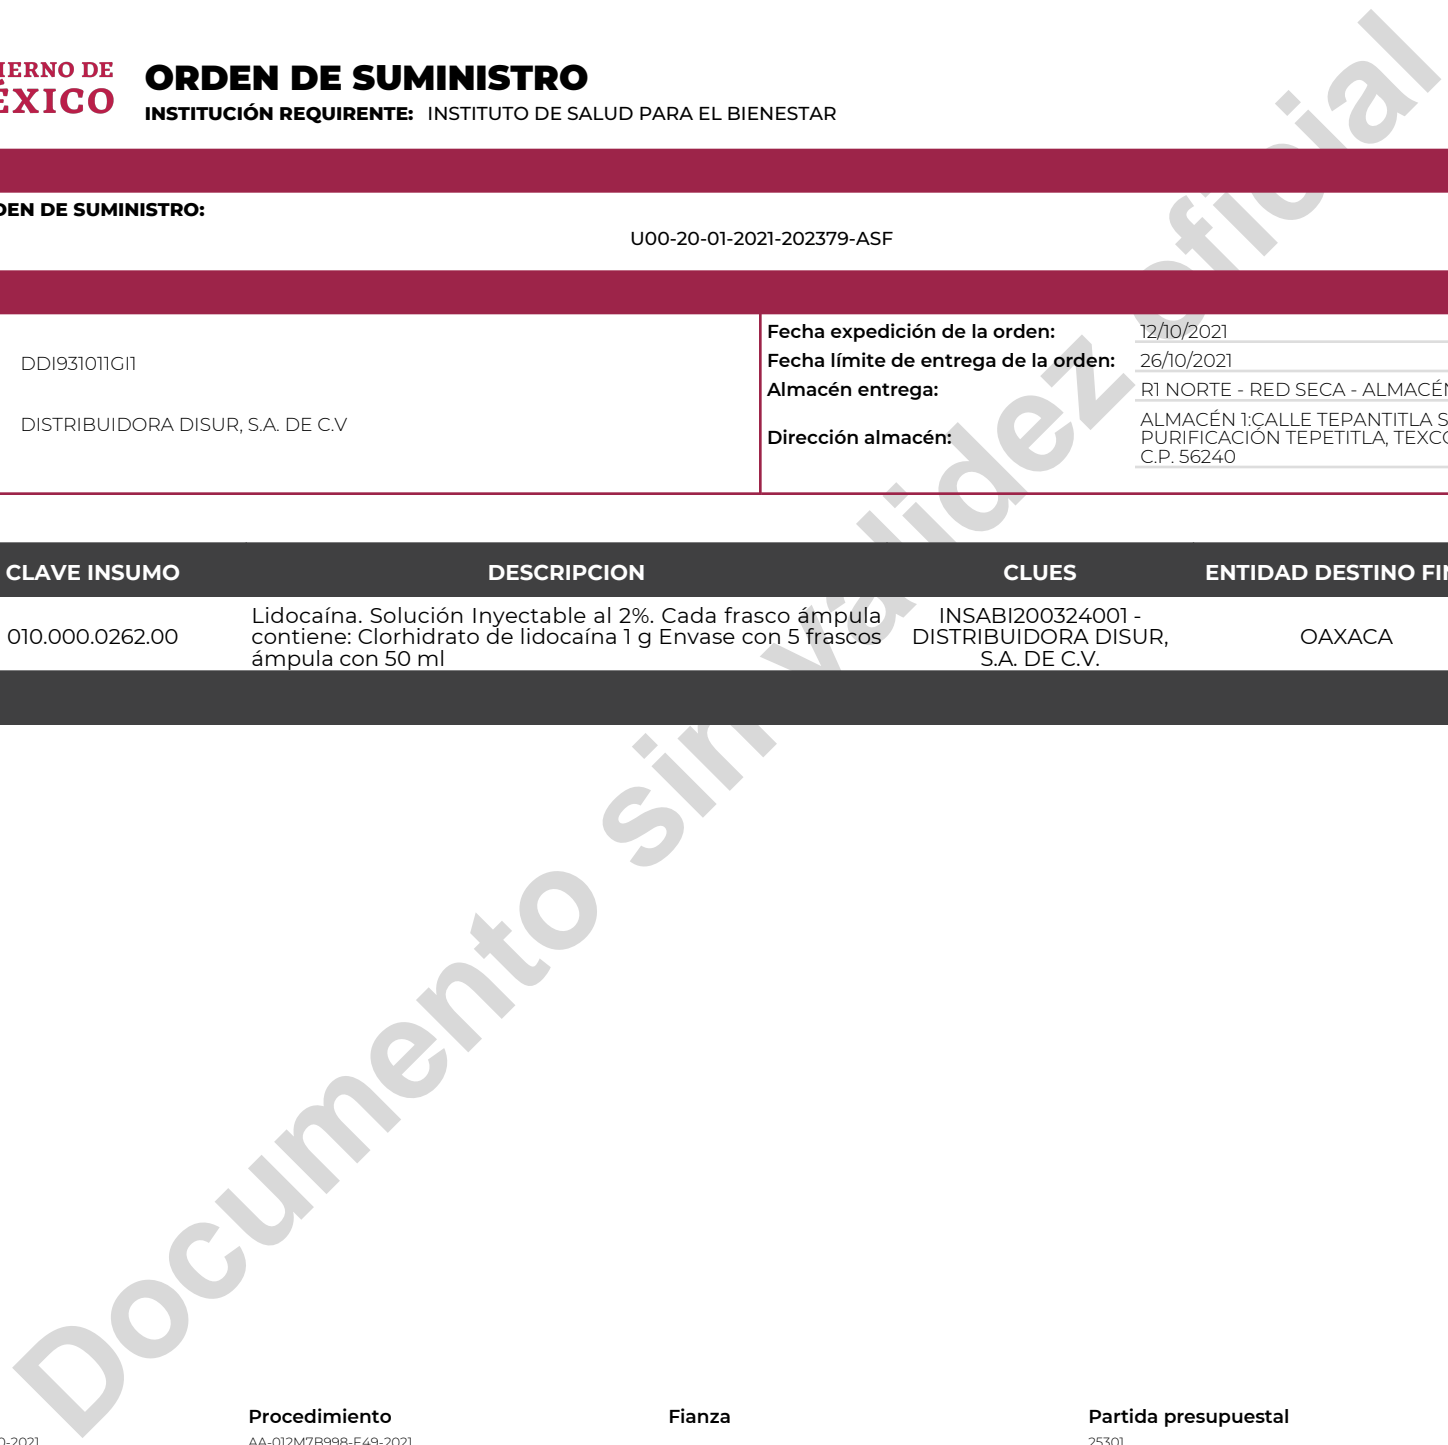 IERNO DE
ÉXICO
ORDEN DE SUMINISTRO
INSTITUCIÓN REQUIRENTE: INSTITUTO DE SALUD PARA EL BIENESTAR
DEN DE SUMINISTRO:
U00-20-01-2021-202379-ASF
DDI931011GI1
DISTRIBUIDORA DISUR, S.A. DE C.V
Fecha expedición de la orden: 12/10/2021
Fecha límite de entrega de la orden: 26/10/2021
Almacén entrega: R1 NORTE - RED SECA - ALMACÉN
Dirección almacén: ALMACÉN 1:CALLE TEPANTITLA S
PURIFICACIÓN TEPETITLA, TEXCO
C.P. 56240
CLAVE INSUMO DESCRIPCION CLUES ENTIDAD DESTINO FIN
010.000.0262.00
Lidocaína. Solución Inyectable al 2%. Cada frasco ámpula
contiene: Clorhidrato de lidocaína 1 g Envase con 5 frascos
ámpula con 50 ml
INSABI200324001 -
DISTRIBUIDORA DISUR,
S.A. DE C.V.
OAXACA
Documento sin validez oficial
Procedimiento Fianza Partida presupuestal
0-2021 AA-012M7B998-E49-2021 25301